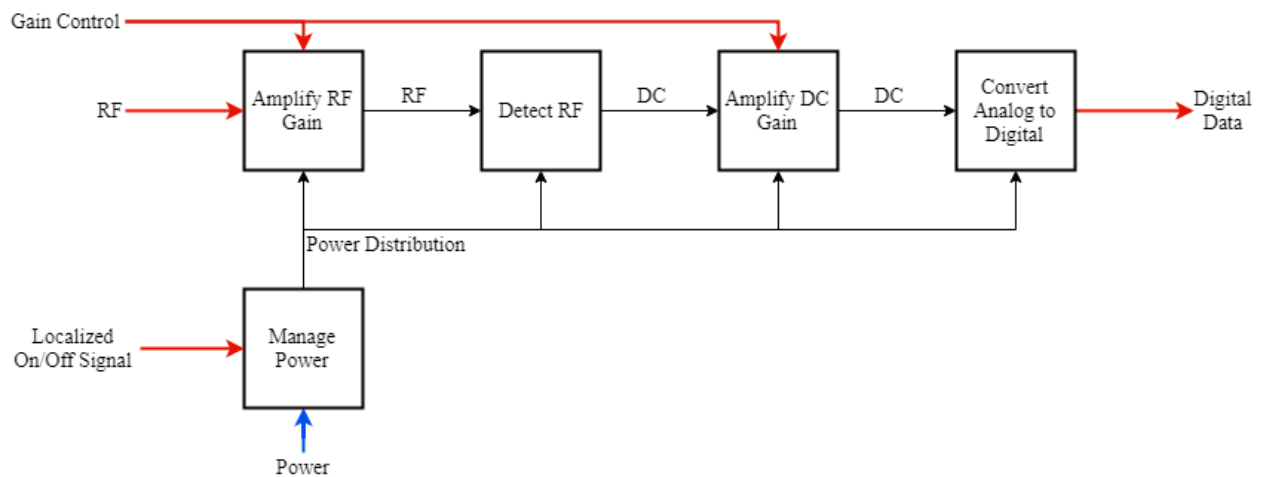 Gain Control
RF
Amplify RF
Gain
RF
Detect RF
DC
Amplify DC
Gain
DC
Convert
Analog to
Digital
Digital
Data
Power Distribution
Localized
On/Off Signal
Manage
Power
Power